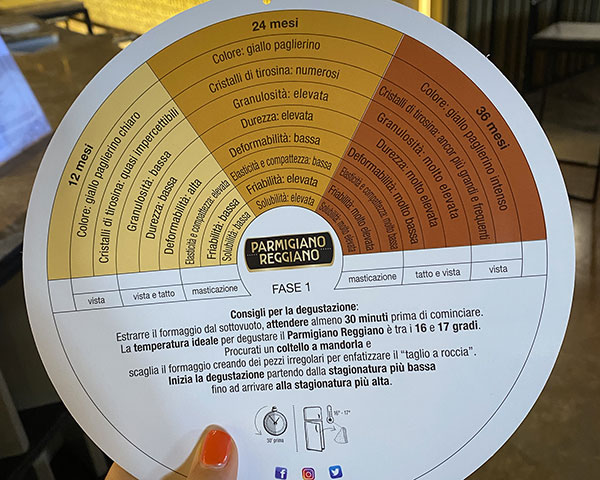 12 mesi
Colore: giallo paglierino chiaro
Cristalli di tirosina: quasi impercettibili
Granulosità: bassa
Durezza: bassa
Deformabilità: alta
Elasticità e compattezza: elevata
Friabilità: bassa
Solubilità: bassa
24 mesi
Colore: giallo paglierino
Cristalli di tirosina: numerosi
Granulosità: elevata
Durezza: elevata
Deformabilità: bassa
Elasticità e compattezza: bassa
Friabilità: elevata
Solubilità: elevata
36 mesi
Colore: giallo paglierino intenso
Cristalli di tirosina: ancor più grandi e frequenti
Granulosità: molto elevata
Durezza: molto elevata
Deformabilità: molto bassa
Elasticità e compattezza: molto bassa
Friabilità: molto elevata
Solubilità: molto elevata
PARMIGIANO
REGGIANO
vista
vista e tatto
masticazione
FASE 1
masticazione
tatto e vista
vista
Consigli per la degustazione:
Estrarre il formaggio dal sottovuoto, attendere almeno 30 minuti prima di cominciare.
La temperatura ideale per degustare il Parmigiano Reggiano è tra i 16 e 17 gradi.
Procurati un coltello a mandorla e
scaglia il formaggio creando dei pezzi irregolari per enfatizzare il “taglio a roccia”.
Inizia la degustazione partendo dalla stagionatura più bassa
fino ad arrivare alla stagionatura più alta.
30' prima
16° - 17°